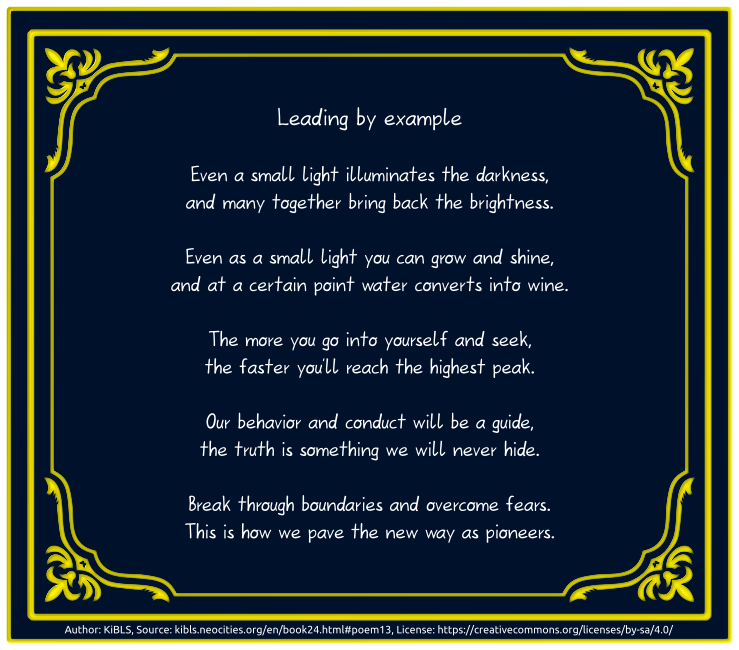 Leading by example
Even a small light illuminates the darkness,
and many together bring back the brightness.
Even as a small light you can grow and shine,
and at a certain point water converts into wine.
The more you go into yourself and seek,
the faster you'll reach the highest peak.
Our behavior and conduct will be a guide,
the truth is something we will never hide.
Break through boundaries and overcome fears.
This is how we pave the new way as pioneers.
Author: KiBLS, Source: kibls.neocities.org/en/book24.html#poem13, License: https://creativecommons.org/licenses/by-sa/4.0/